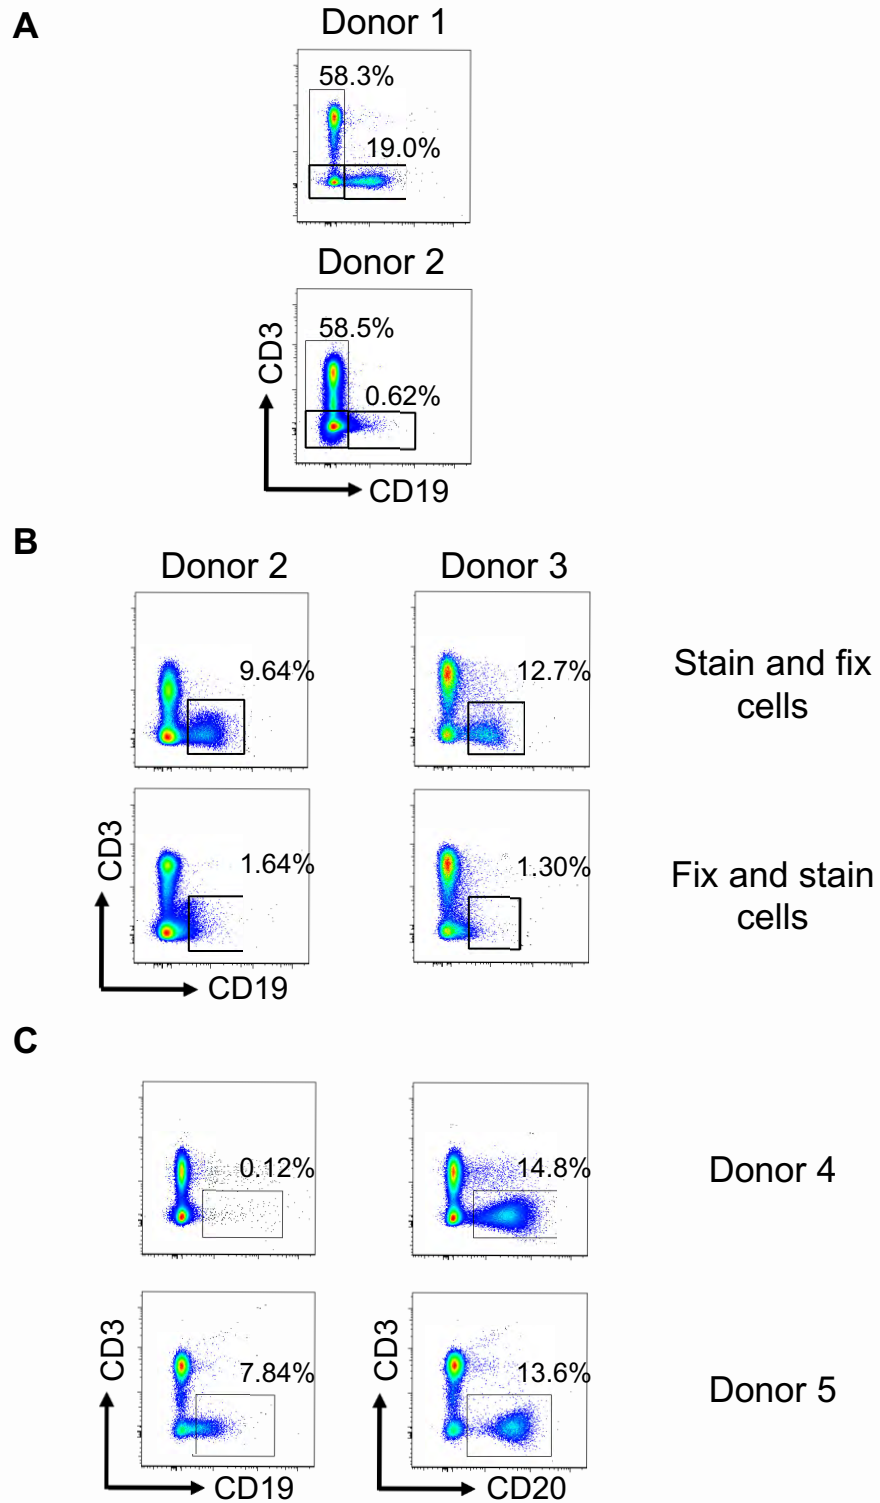 A
Donor 1
58.3%
19.0%
Donor 2
58.5%
0.62%
CD3
CD19
B
Donor 2
Donor 3
9.64%
12.7%
Stain and fix
cells
1.64%
1.30%
Fix and stain
cells
CD3
CD19
C
0.12%
14.8%
Donor 4
7.84%
13.6%
Donor 5
CD3
CD3
CD19
CD20